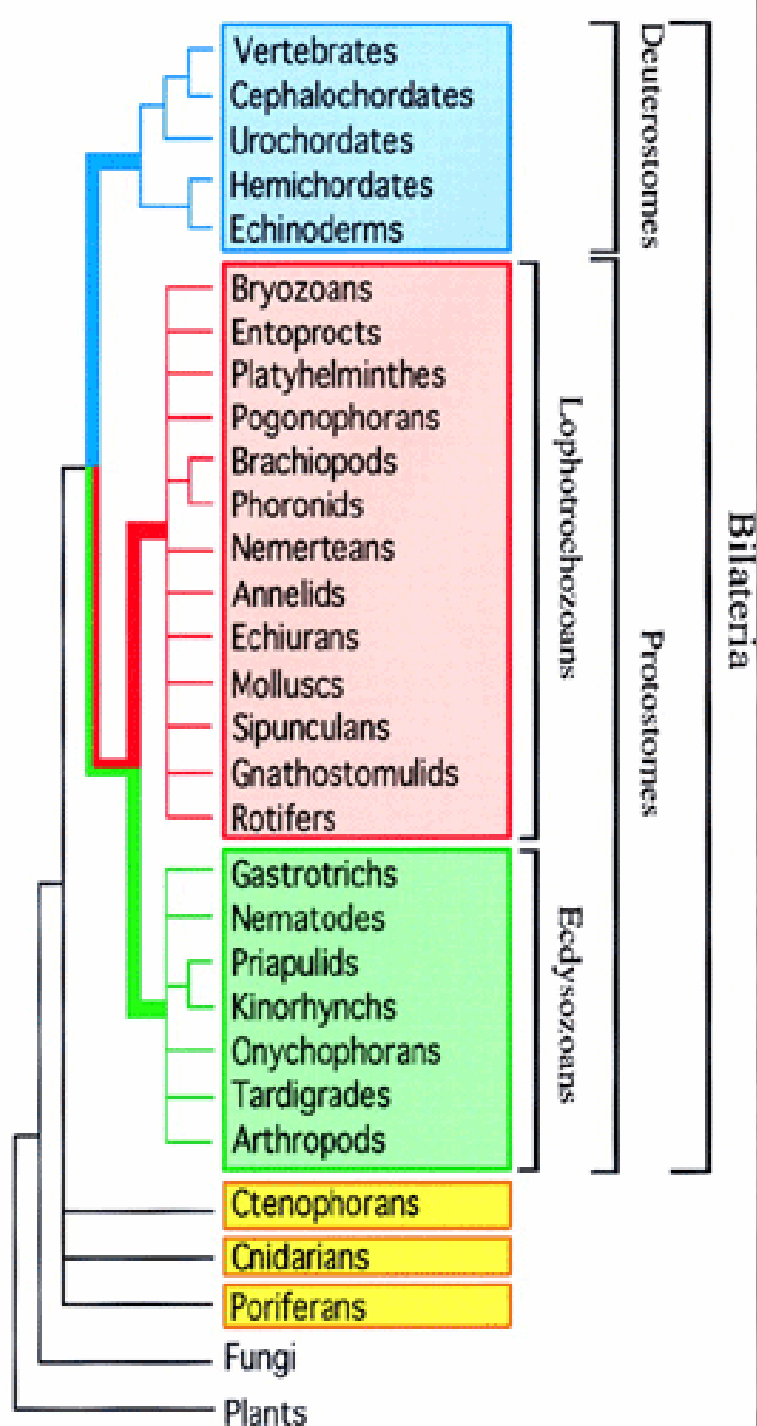 Vertebrates
Cephalochordates
Urochordates
Hemichordates
Echinoderms
Bryozoans
Entoprocts
Platyhelminthes
Pogonophorans
Brachiopods
Phoronids
Nemerteans
Annelids
Echiurans
Molluscs
Sipunculans
Gnathostomulids
Rotifers
Gastrotrichs
Nematodes
Priapulids
Kinorhynchs
Onychophorans
Tardigrades
Arthropods
Ctenophorans
Cnidarians
Poriferans
Fungi
Plants
Lophotrochozoans
Ecdysozoans
Deuterostomes
Protostomes
Bilateria